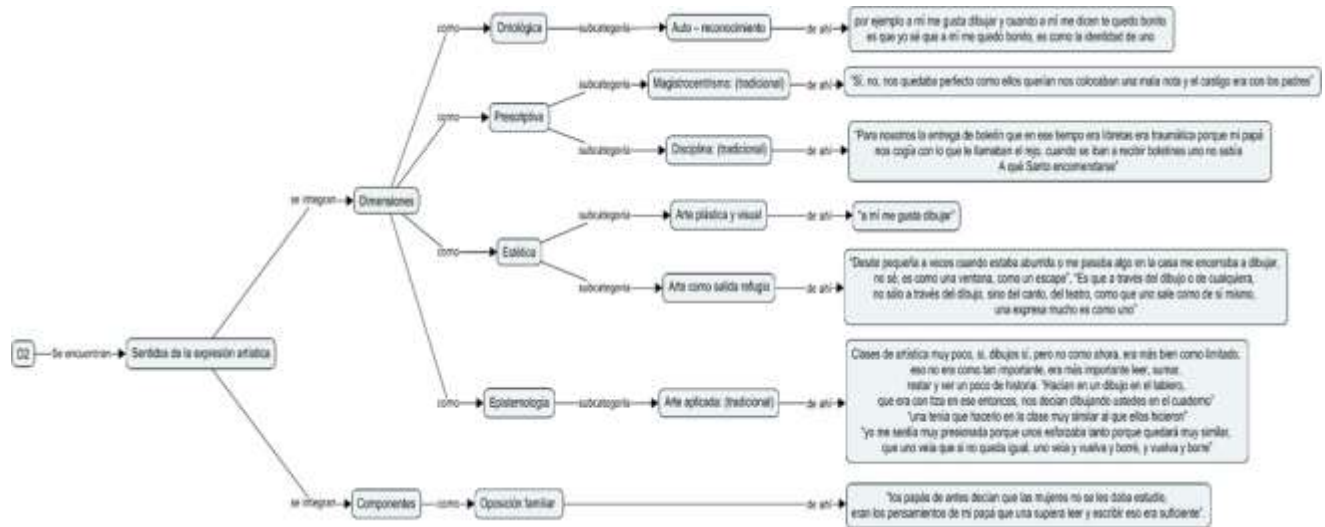 D2
Se encuentran
Sentidos de la expresión artística
se integran
Dimensiones
como
Ontológica
subcategoría
Auto – reconocimiento
de ahí
por ejemplo a mí me gusta dibujar y cuando a mí me dicen te quedo bonito
es que yo sé que a mí me quedó bonito, es como la identidad de uno
como
Prescriptiva
subcategoría
Magistrocentrismo: (tradicional)
de ahí
"Sí, no, nos quedaba perfecto como ellos querían nos colocaban una mala nota y el castigo era con los padres"
subcategoría
Disciplina: (tradicional)
de ahí
"Para nosotros la entrega de boletín que en ese tiempo era libretas era traumática porque mi papá
nos cogía con lo que le llamaban el rejo, cuando se iban a recibir boletines uno no sabía
A qué Santo encomendarse"
como
Estética
subcategoría
Arte plástica y visual
de ahí
"a mí me gusta dibujar"
subcategoría
Arte como salida refugio
de ahí
"Desde pequeña a veces cuando estaba aburrida o me pasaba algo en la casa me encerraba a dibujar,
no sé, es como una ventana, como un escape", "Es que a través del dibujo o de cualquiera,
no sólo a través del dibujo, sino del canto, del teatro, como que uno sale como de sí mismo,
una expresa mucho es como uno"
como
Epistemología
subcategoría
Arte aplicada: (tradicional)
de ahí
Clases de artística muy poco, sí, dibujos sí, pero no como ahora, era más bien como limitado,
eso no era como tan importante, era más importante leer, sumar,
restar y ver un poco de historia. "Hacían en un dibujo en el tablero,
que era con tiza en ese entonces, nos decían dibujando ustedes en el cuaderno"
"una tenía que hacerlo en la clase muy similar al que ellos hicieron"
"yo me sentía muy presionada porque unos esforzaba tanto porque quedará muy similar,
que uno veía que si no queda igual, uno veía y vuelva y borré, y vuelva y borre"
se integran
Componentes
como
Oposición familiar
de ahí
"los papás de antes decían que las mujeres no se les daba estudio,
eran los pensamientos de mi papá que una supiera leer y escribir eso era suficiente".